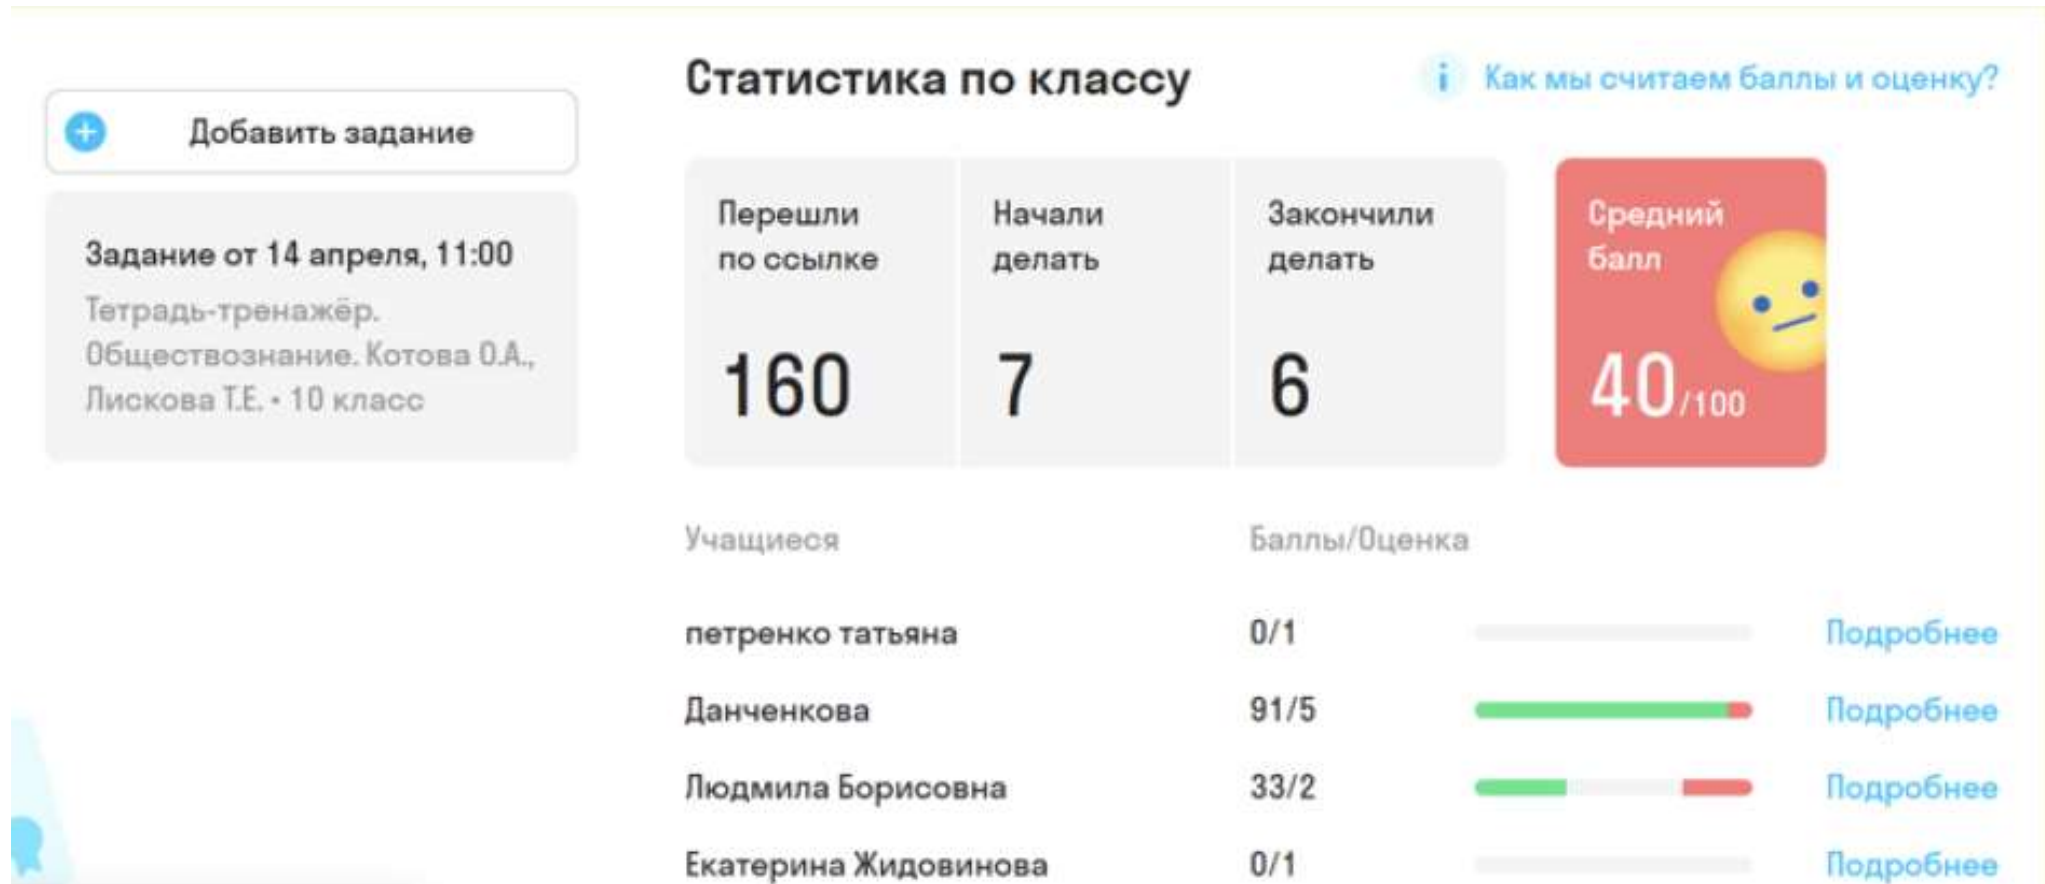 Добавить задание
Задание от 14 апреля, 11:00
Тетрадь-тренажёр.
Обществознание. Котова О.А.,
Лискова Т.Е. • 10 класс
Статистика по классу
i Как мы считаем баллы и оценку?
Перешли
по ссылке
160
Начали
делать
7
Закончили
делать
6
Средний
балл
40/100
Учащиеся Баллы/Оценка
петренко татьяна 0/1 Подробнее
Данченкова 91/5 Подробнее
Людмила Борисовна 33/2 Подробнее
Екатерина Жидовинова 0/1 Подробнее